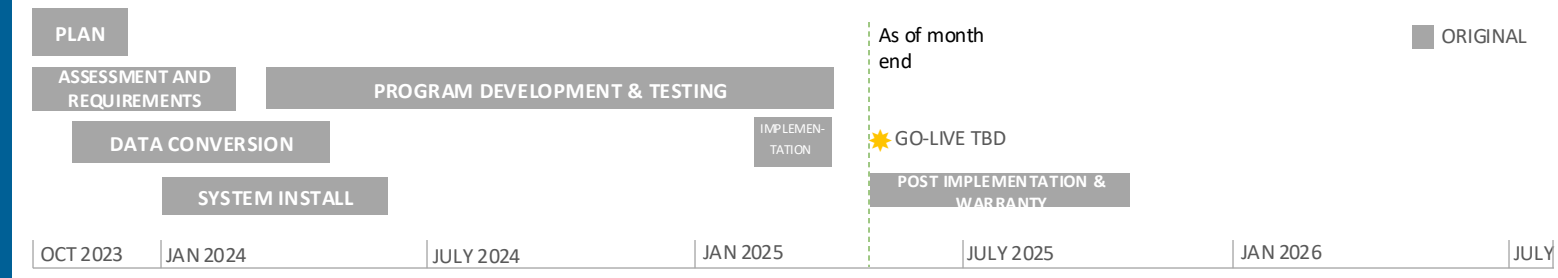 PLAN
As of month
end
ORIGINAL
ASSESSMENT AND
REQUIREMENTS
PROGRAM DEVELOPMENT & TESTING
DATA CONVERSION
IMPLEMEN-
TATION
GO-LIVE TBD
SYSTEM INSTALL
POST IMPLEMENTATION &
WARRANTY
OCT 2023
JAN 2024
JULY 2024
JAN 2025
JULY 2025
JAN 2026
JULY